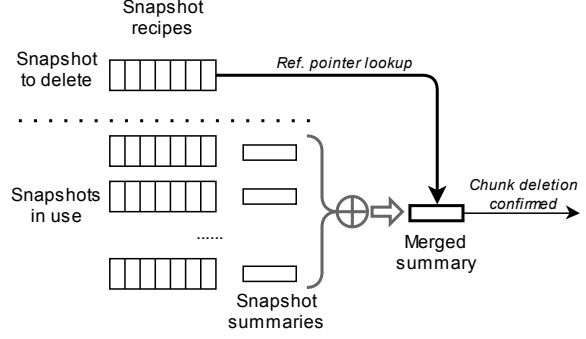 Snapshot
recipes
Snapshot
to delete
Ref. pointer lookup
Snapshots
in use
......
Chunk deletion
confirmed
Merged
summary
Snapshot
summaries